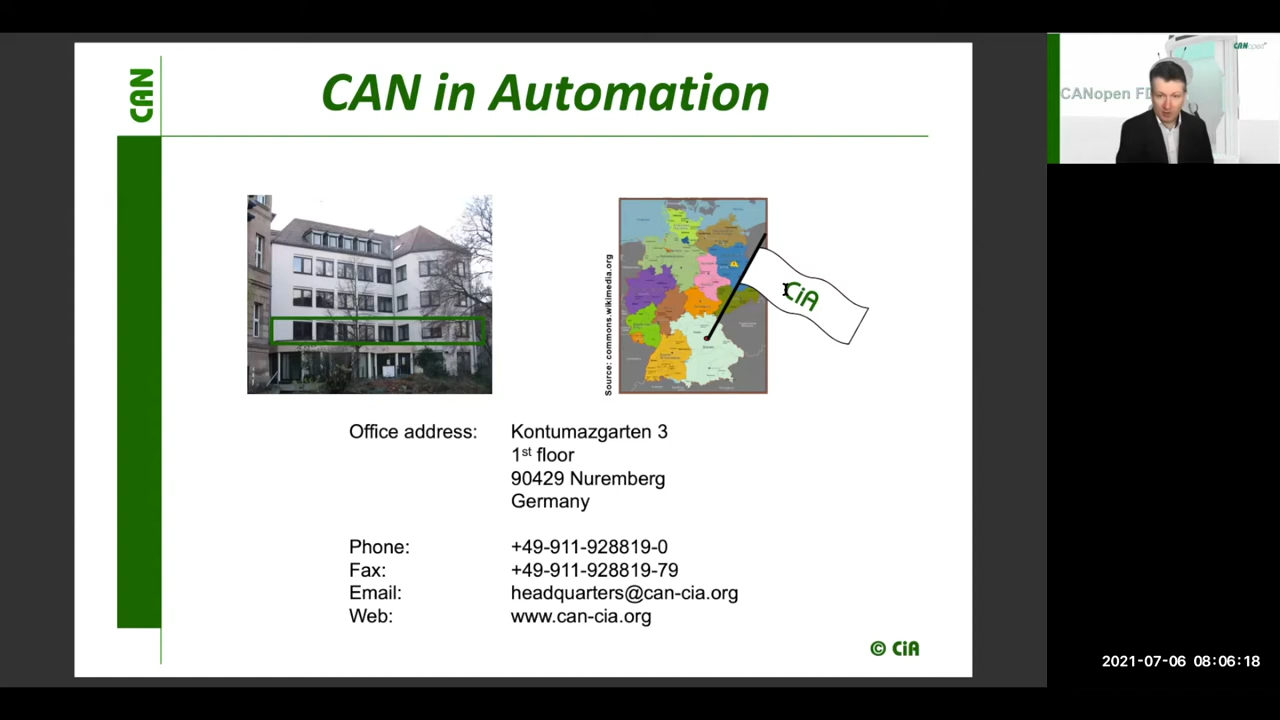 CAN
CAN in Automation
Source: commons.wikimedia.org
CiA
Office address: Kontumazgarten 3
1st floor
90429 Nuremberg
Germany
Phone: +49-911-928819-0
Fax: +49-911-928819-79
Email: headquarters@can-cia.org
Web: www.can-cia.org
© CiA
CANopen
CANopen FD
2021-07-06 08:06:18